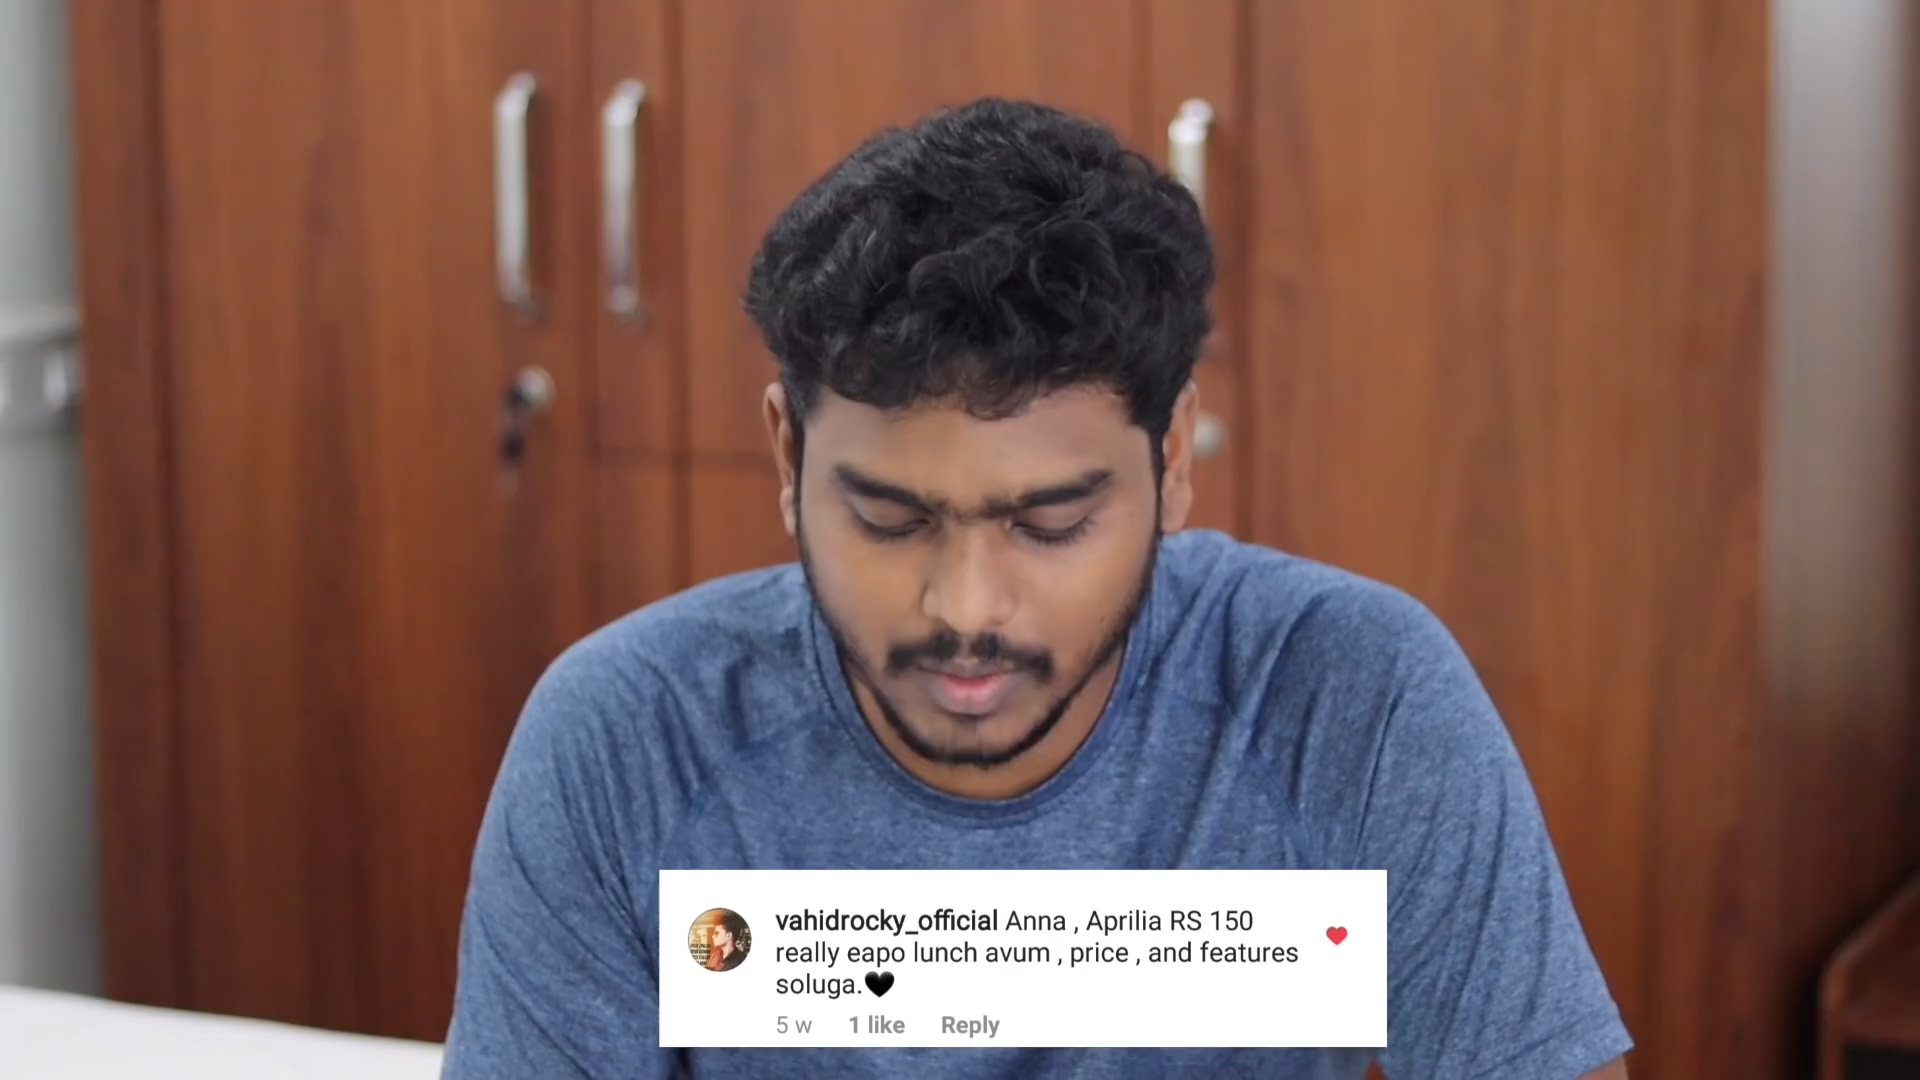 vahidrocky_official Anna , Aprilia RS 150
really eapo lunch avum , price , and features
soluga.🖤
5 w 1 like Reply